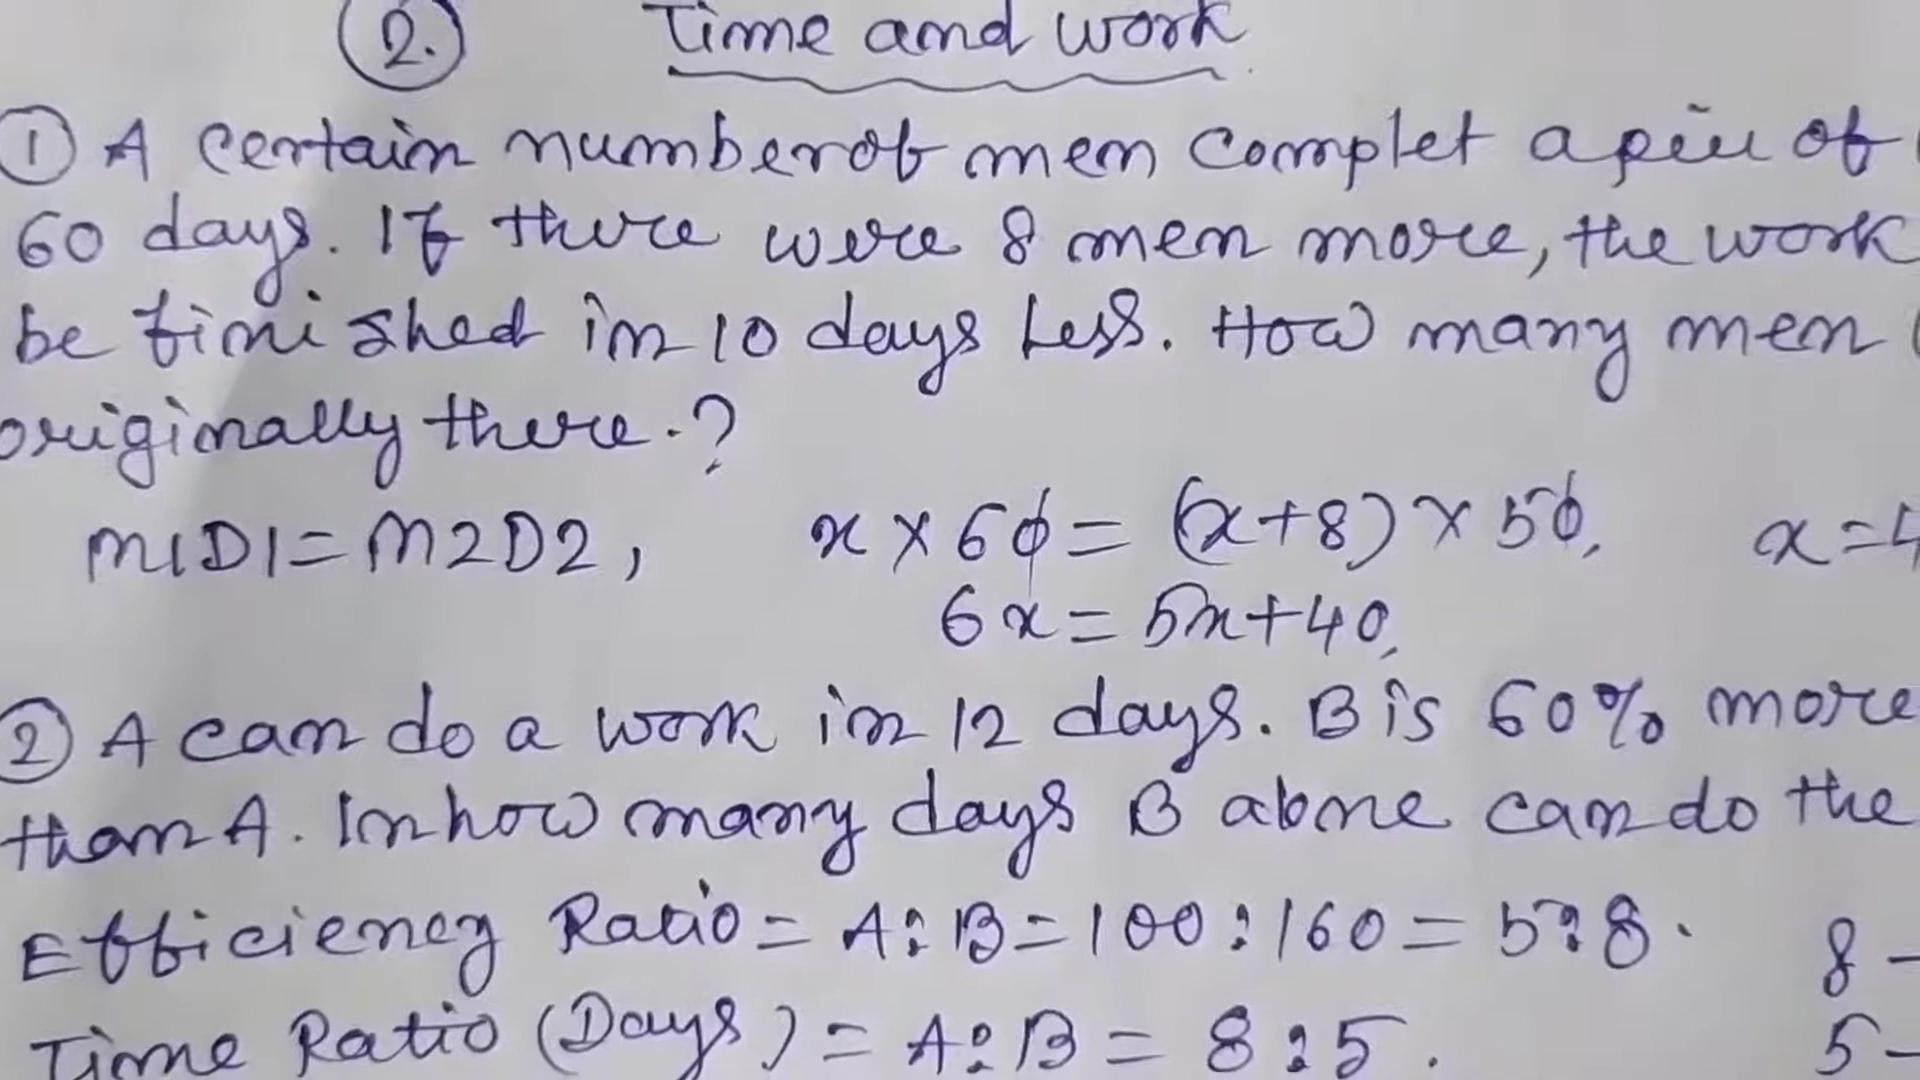 2. Time and work
1 A certain number of men complet a piece of
60 days. If there were 8 men more, the work
be finished in 10 days Less. How many men
originally there.?
M1D1=M2D2, x×60=(x+8)×50, x=4
6x=5x+40,
2 A can do a work in 12 days. B is 60% more
than A. In how many days B alone can do the
Efficiency Ratio=A:B=100:160=5:8. 8-
Time Ratio (Days)=A:B=8:5. 5-